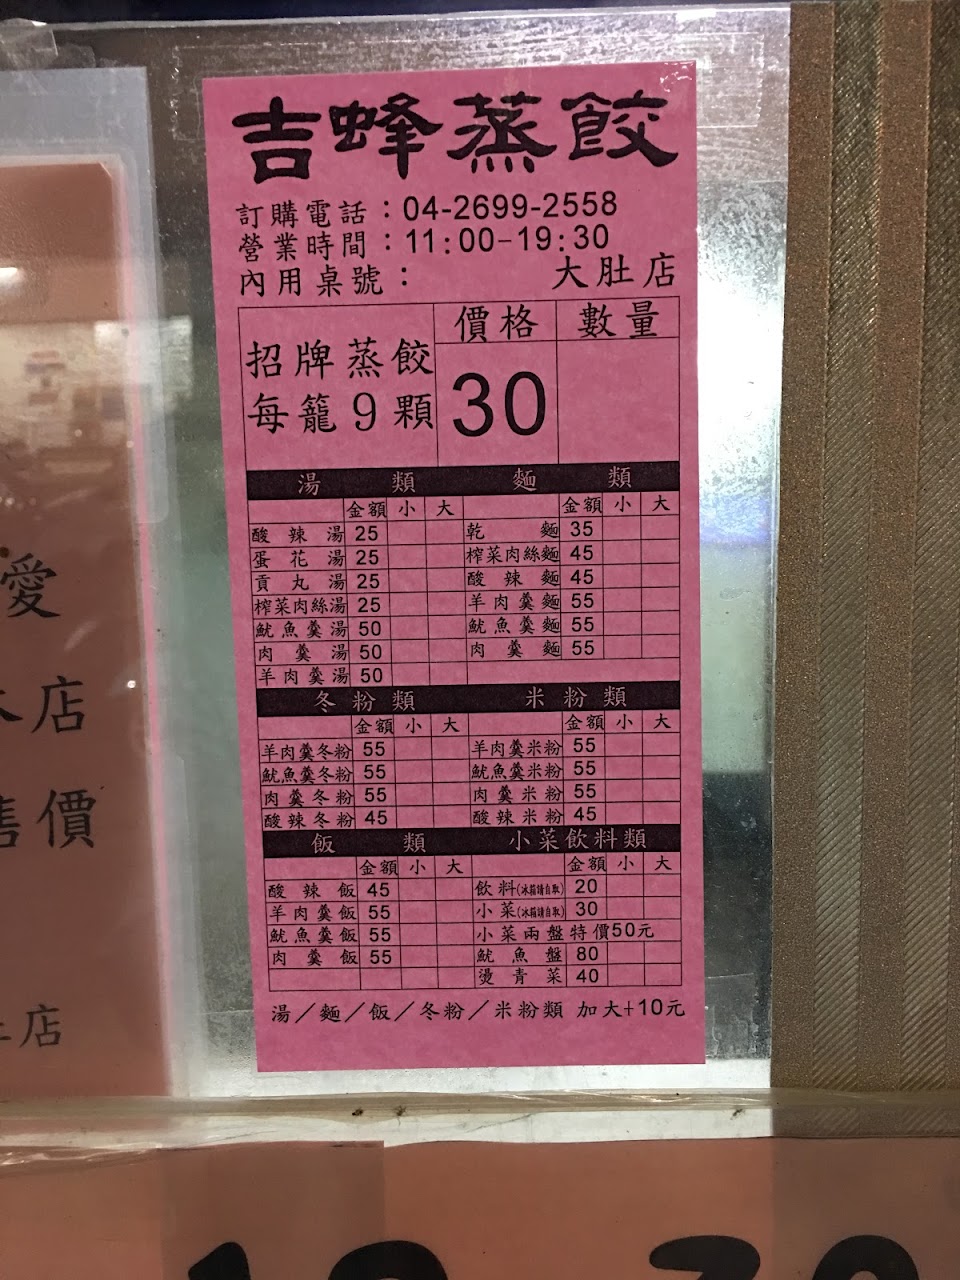 吉蜂蒸餃
訂購電話：04-2699-2558
營業時間：11:00-19:30
內用桌號： 大肚店
價格 數量
招牌蒸餃
每籠9顆 30
湯類 麵類
金額 小 大 金額 小 大
酸辣湯 25 乾麵 35
蛋花湯 25 榨菜肉絲麵 45
貢丸湯 25 酸辣麵 45
榨菜肉絲湯 25 羊肉羹麵 55
魷魚羹湯 50 魷魚羹麵 55
肉羹湯 50 肉羹麵 55
羊肉羹湯 50
冬粉類 米粉類
金額 小 大 金額 小 大
羊肉羹冬粉 55 羊肉羹米粉 55
魷魚羹冬粉 55 魷魚羹米粉 55
肉羹冬粉 55 肉羹米粉 55
酸辣冬粉 45 酸辣米粉 45
飯類 小菜飲料類
金額 小 大 金額 小 大
酸辣飯 45 飲料(冰箱請自取) 20
羊肉羹飯 55 小菜(冰箱請自取) 30
魷魚羹飯 55 小菜兩盤特價50元
肉羹飯 55 魷魚盤 80
燙青菜 40
湯／麵／飯／冬粉／米粉類 加大+10元
愛
店
售價
店